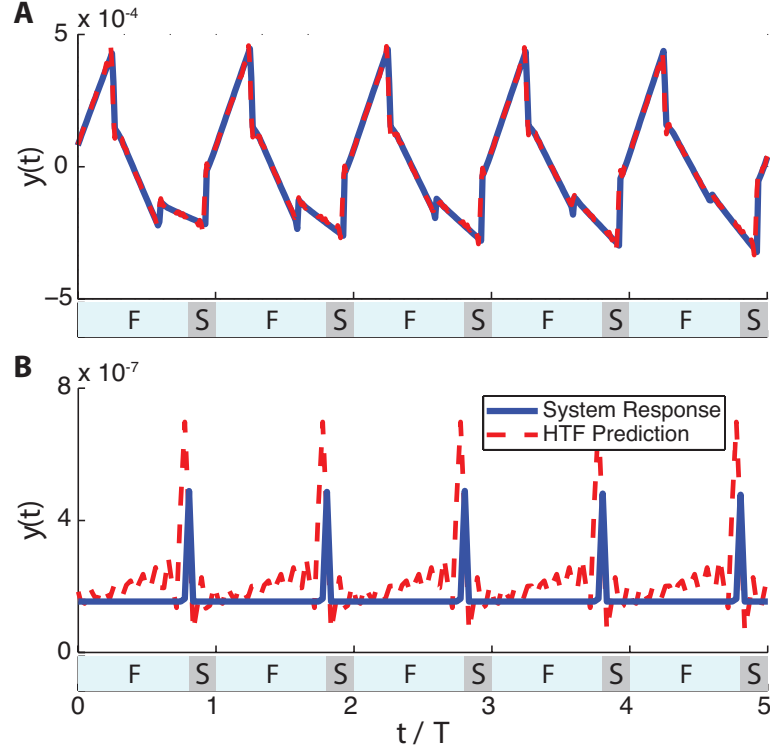 A
x 10-4
5
y(t)
0
−5
F S F S F S F S F S
B
x 10-7
8
System Response
HTF Prediction
y(t)
4
0
F S F S F S F S F S
0 1 2 3 4 5
t / T